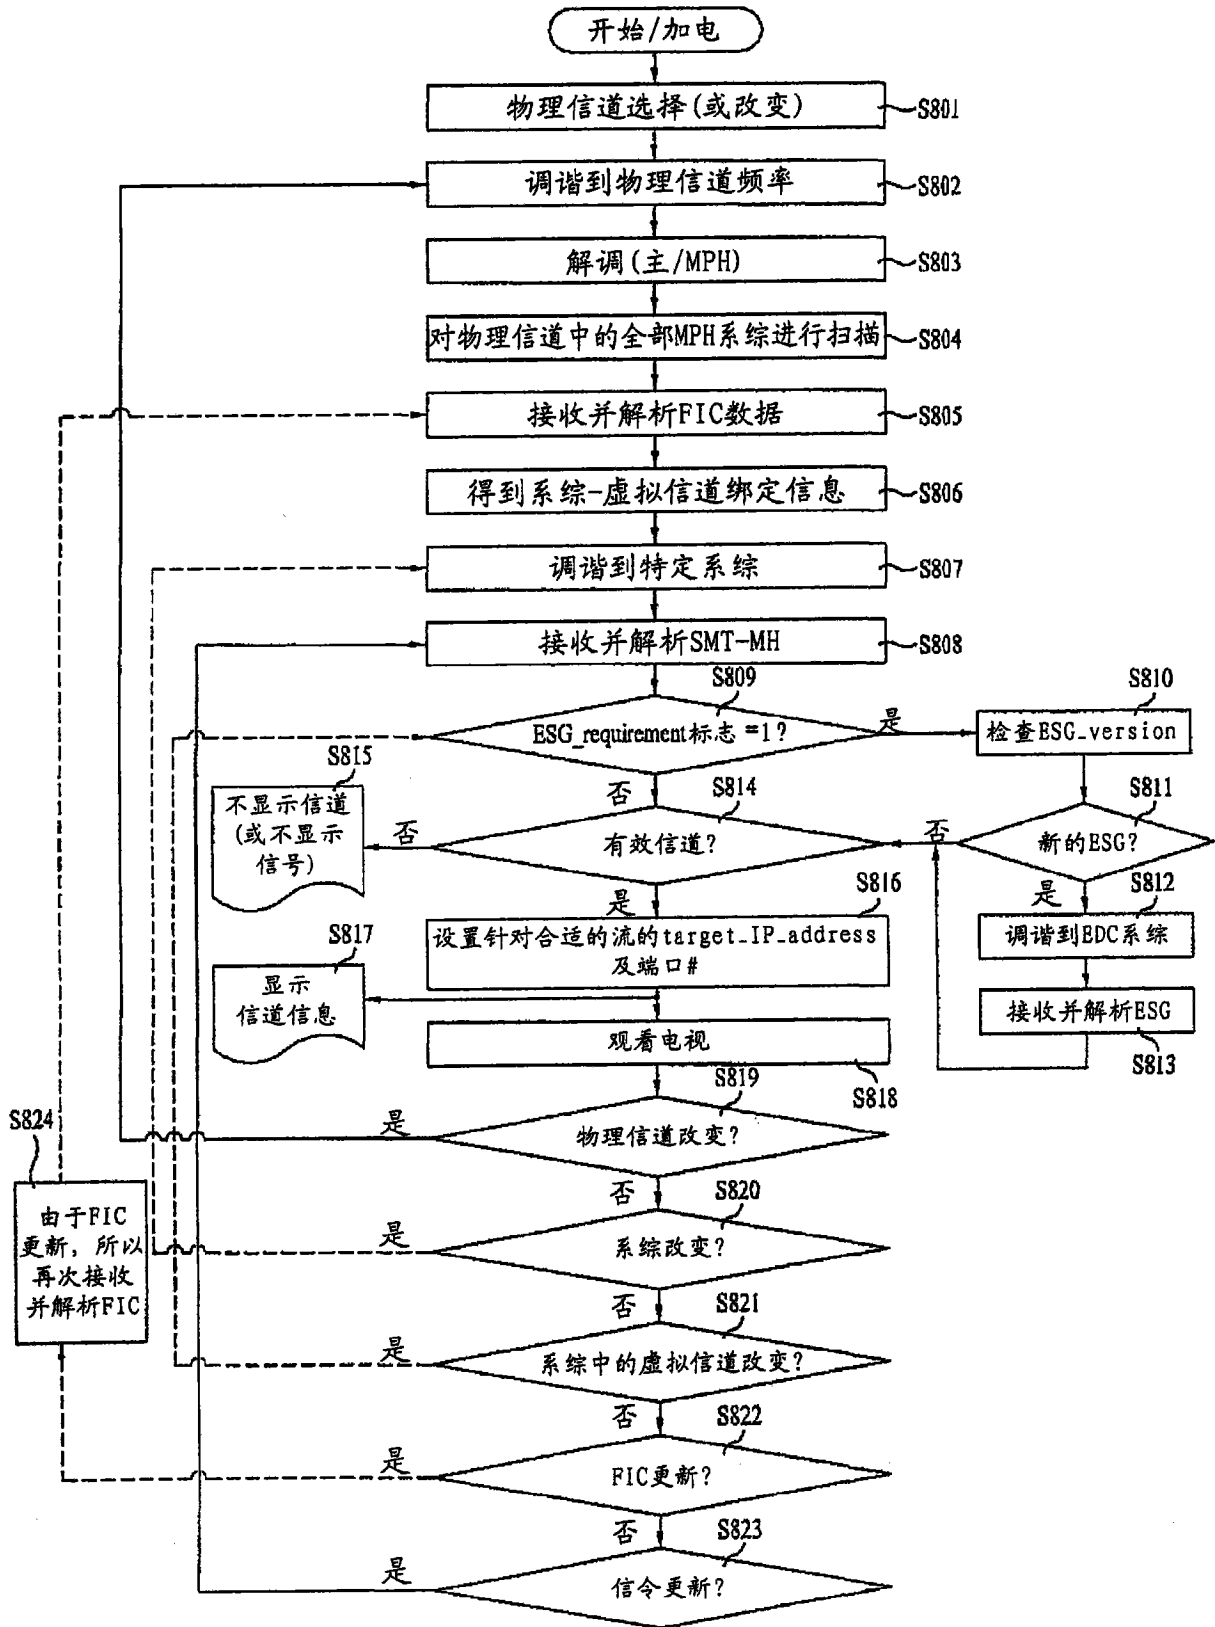 开始/加电
物理信道选择(或改变)
S801
调谐到物理信道频率
S802
解调(主/MPH)
S803
对物理信道中的全部MPH系综进行扫描
S804
接收并解析FIC数据
S805
得到系综-虚拟信道绑定信息
S806
调谐到特定系综
S807
接收并解析SMT-MH
S808
S809
ESG_requirement标志=1?
是
S810
检查ESG_version
否
S811
新的ESG?
否
是
S812
调谐到EDC系综
接收并解析ESG
S813
S814
有效信道?
否
S815
不显示信道
(或不显示
信号)
是
S816
设置针对合适的流的target_IP_address
及端口#
S817
显示
信道信息
观看电视
S818
S819
物理信道改变?
是
否
S820
系综改变?
是
否
S821
系综中的虚拟信道改变?
是
否
S822
FIC更新?
是
否
S823
信令更新?
是
S824
由于FIC
更新,所以
再次接收
并解析FIC